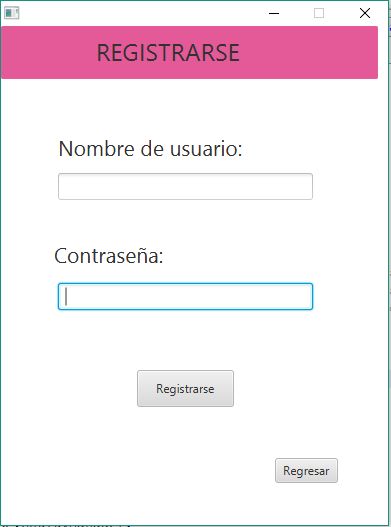 REGISTRARSE
Nombre de usuario:
Contraseña:
Registrarse
Regresar